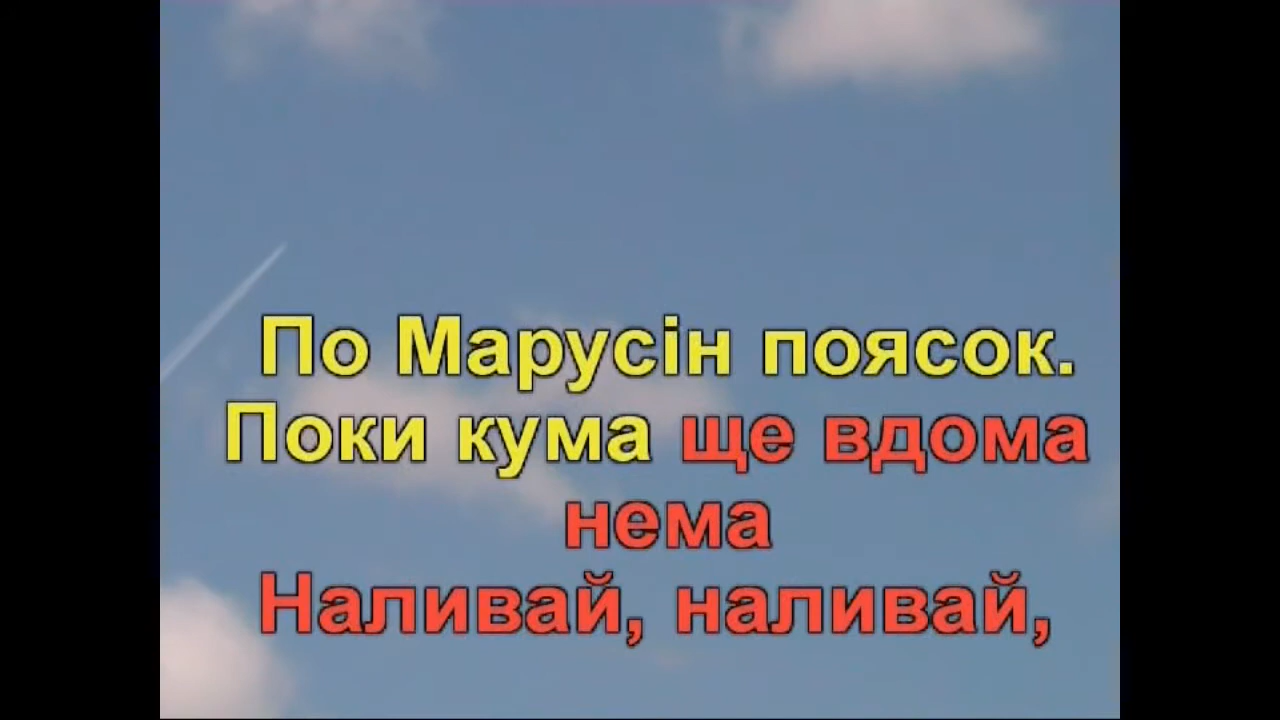 По Марусін поясок.
Поки кума ще вдома
нема
Наливай, наливай,